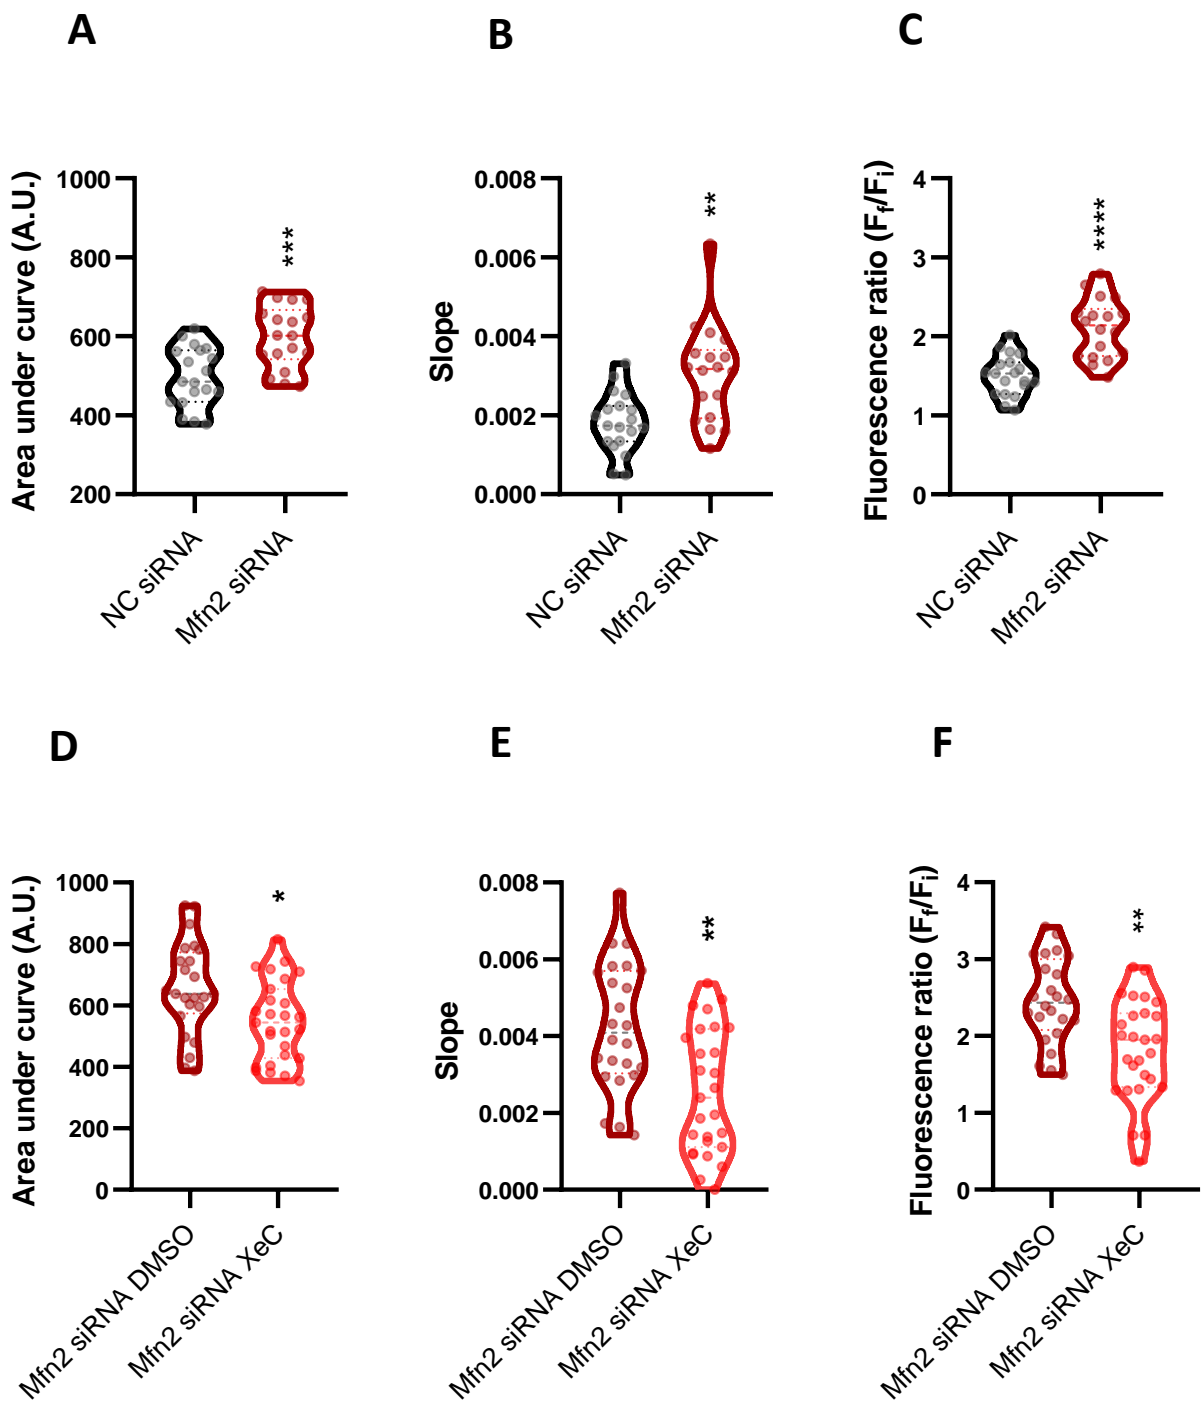 A
B
C
Area under curve (A.U.)
1000
800
600
400
200
***
NC siRNA
Mfn2 siRNA
Slope
0.008
0.006
0.004
0.002
0.000
**
NC siRNA
Mfn2 siRNA
Fluorescence ratio (Ff/Fi)
4
3
2
1
0
****
NC siRNA
Mfn2 siRNA
D
E
F
Area under curve (A.U.)
1000
800
600
400
200
0
*
Mfn2 siRNA DMSO
Mfn2 siRNA XeC
Slope
0.008
0.006
0.004
0.002
0.000
**
Mfn2 siRNA DMSO
Mfn2 siRNA XeC
Fluorescence ratio (Ff/Fi)
4
3
2
1
0
**
Mfn2 siRNA DMSO
Mfn2 siRNA XeC